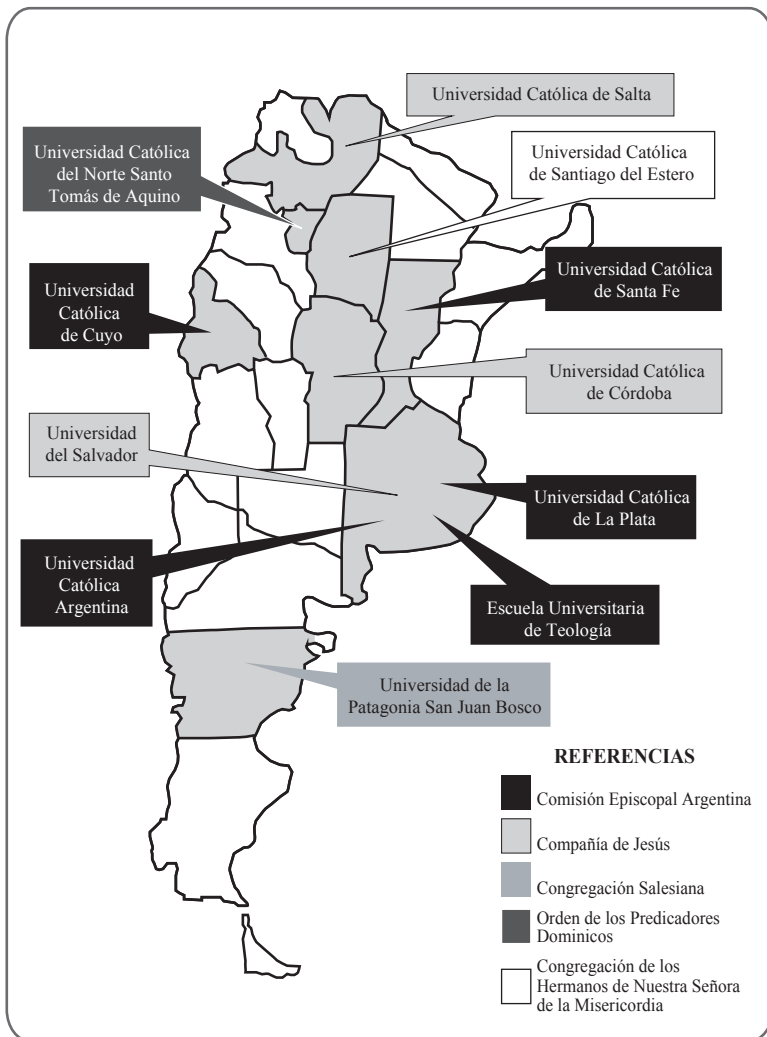 Universidad Católica de Salta
Universidad Católica
del Norte Santo
Tomás de Aquino
Universidad Católica
de Santiago del Estero
Universidad
Católica
de Cuyo
Universidad Católica
de Santa Fe
Universidad Católica
de Córdoba
Universidad
del Salvador
Universidad Católica
de La Plata
Universidad
Católica
Argentina
Escuela Universitaria
de Teología
Universidad de la
Patagonia San Juan Bosco
REFERENCIAS
Comisión Episcopal Argentina
Compañía de Jesús
Congregación Salesiana
Orden de los Predicadores
Dominicos
Congregación de los
Hermanos de Nuestra Señora
de la Misericordia